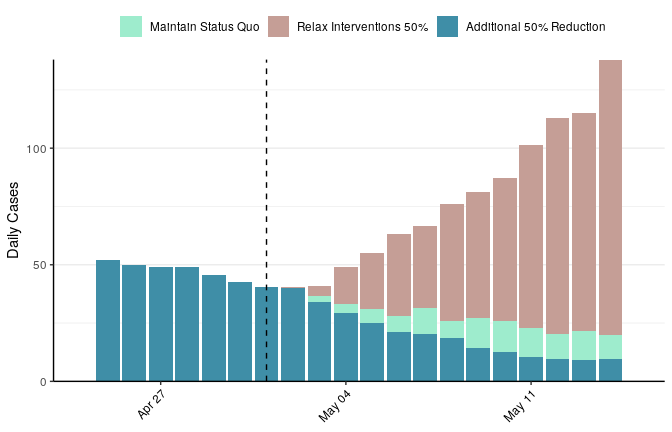 Maintain Status Quo Relax Interventions 50% Additional 50% Reduction
Daily Cases
100
50
0
Apr 27 May 04 May 11